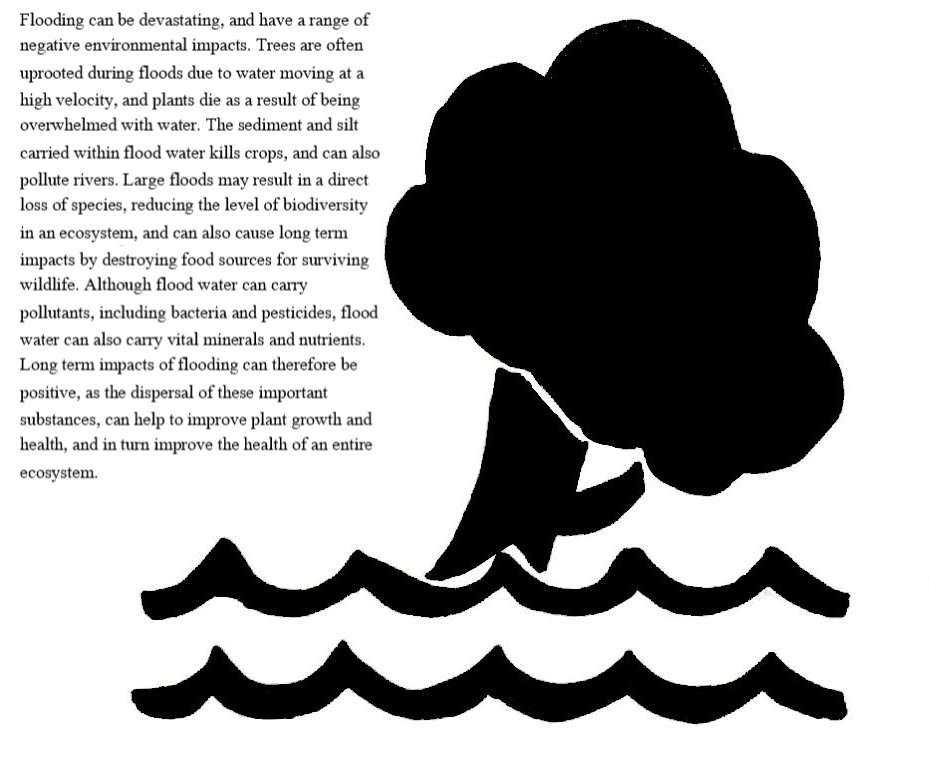 Flooding can be devastating, and have a range of
negative environmental impacts. Trees are often
uprooted during floods due to water moving at a
high velocity, and plants die as a result of being
overwhelmed with water. The sediment and silt
carried within flood water kills crops, and can also
pollute rivers. Large floods may result in a direct
loss of species, reducing the level of biodiversity
in an ecosystem, and can also cause long term
impacts by destroying food sources for surviving
wildlife. Although flood water can carry
pollutants, including bacteria and pesticides, flood
water can also carry vital minerals and nutrients.
Long term impacts of flooding can therefore be
positive, as the dispersal of these important
substances, can help to improve plant growth and
health, and in turn improve the health of an entire
ecosystem.